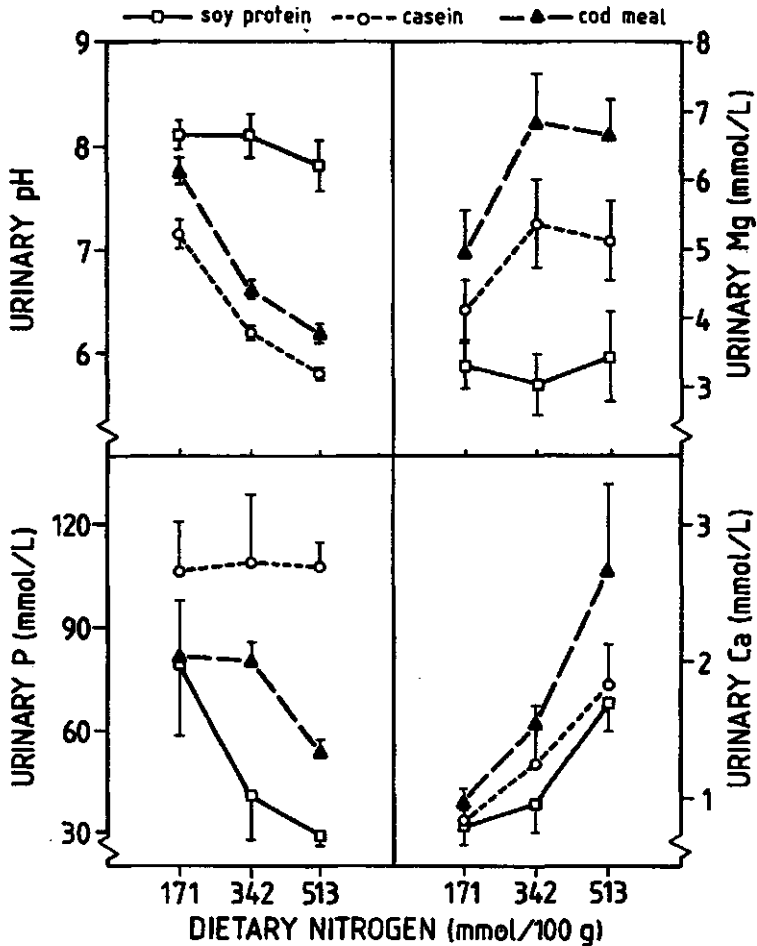 soy protein casein cod meal
URINARY pH
9
8
7
6
URINARY Mg (mmol/L)
8
7
6
5
4
3
URINARY P (mmol/L)
120
90
60
30
URINARY Ca (mmol/L)
3
2
1
171 342 513 171 342 513
DIETARY NITROGEN (mmol/100 g)